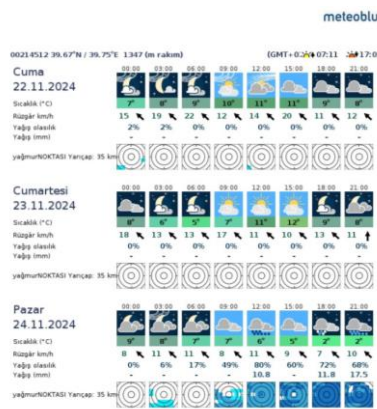 meteoblu
00214512 39.67°N / 39.75°E 1347 (m rakım) (GMT+03 07:11 17:0
Cuma
22.11.2024
00:00 03:00 06:00 09:00 12:00 15:00 18:00 21:00
Sıcaklık (°C) 7° 8° 9° 10° 11° 11° 9° 8°
Rüzgâr km/h 15 19 22 12 14 20 11 12
Yağış olasılık 2% 2% 0% 0% 0% 0% 0% 0%
Yağış (mm) - - - - - - - -
yağmurNOKTASI Yarıçap: 35 km
Cumartesi
23.11.2024
00:00 03:00 06:00 09:00 12:00 15:00 18:00 21:00
Sıcaklık (°C) 8° 6° 5° 7° 11° 12° 9° 8°
Rüzgâr km/h 18 13 13 17 11 10 13 11
Yağış olasılık 0% 0% 0% 0% 0% 0% 0% 0%
Yağış (mm) - - - - - - - -
yağmurNOKTASI Yarıçap: 35 km
Pazar
24.11.2024
00:00 03:00 06:00 09:00 12:00 15:00 18:00 21:00
Sıcaklık (°C) 9° 8° 7° 7° 6° 5° 2° 2°
Rüzgâr km/h 8 11 11 8 11 9 7 10
Yağış olasılık 0% 6% 17% 49% 80% 60% 72% 68%
Yağış (mm) - - - - 10.8 - 11.8 17.5
yağmurNOKTASI Yarıçap: 35 km